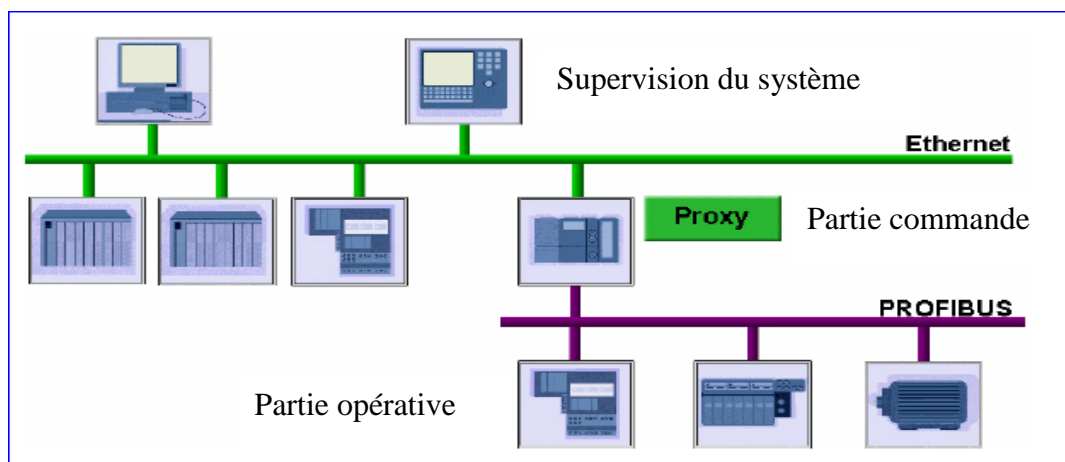 Supervision du système
Ethernet
Proxy
Partie commande
PROFIBUS
Partie opérative